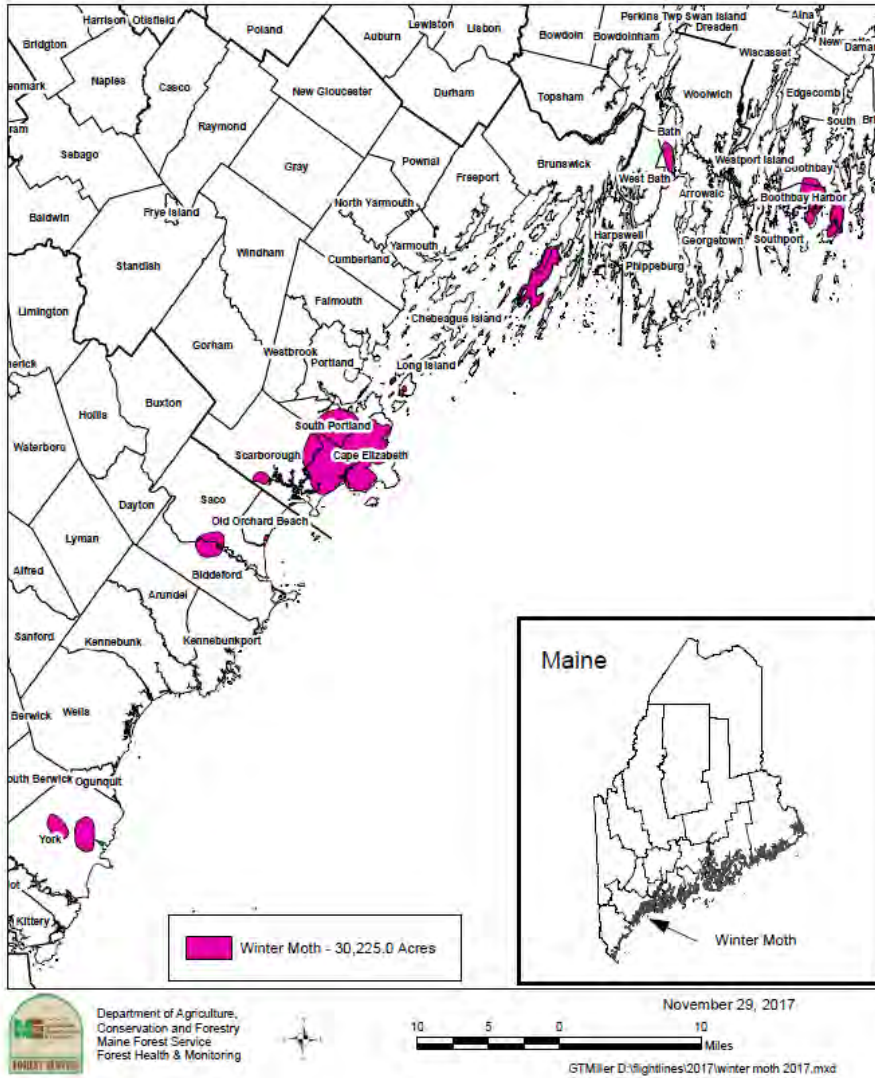 Harrison
Otisfield
Poland
Auburn
Lewiston
Lisbon
Bowdoin
Bowdoinham
Perkins Twp Swan Island
Dresden
Alna
Bridgton
Naples
Casco
New Gloucester
Durham
Topsham
Woolwich
Wiscasset
Edgecomb
South
Raymond
Gray
Pownal
Freeport
Brunswick
Bath
West Bath
Westport Island
Boothbay
Arrowsic
Boothbay Harbor
Sebago
Baldwin
Frye Island
North Yarmouth
Yarmouth
Harpswell
Georgetown
Southport
Standish
Windham
Cumberland
Phippsburg
Limington
Falmouth
Chebeague Island
Gorham
Westbrook
Portland
Long Island
Hollis
Buxton
South Portland
Waterboro
Scarborough
Cape Elizabeth
Dayton
Saco
Old Orchard Beach
Lyman
Biddeford
Alfred
Arundel
Sanford
Kennebunk
Kennebunkport
Berwick
Wells
outh Berwick
Ogunquit
York
Kittery
Maine
Winter Moth
Winter Moth - 30,225.0 Acres
November 29, 2017
Department of Agriculture,
Conservation and Forestry
Maine Forest Service
Forest Health & Monitoring
10 5 0 10
Miles
FOREST SERVICE
GTMiller D:\flightlines\2017\winter moth 2017.mxd